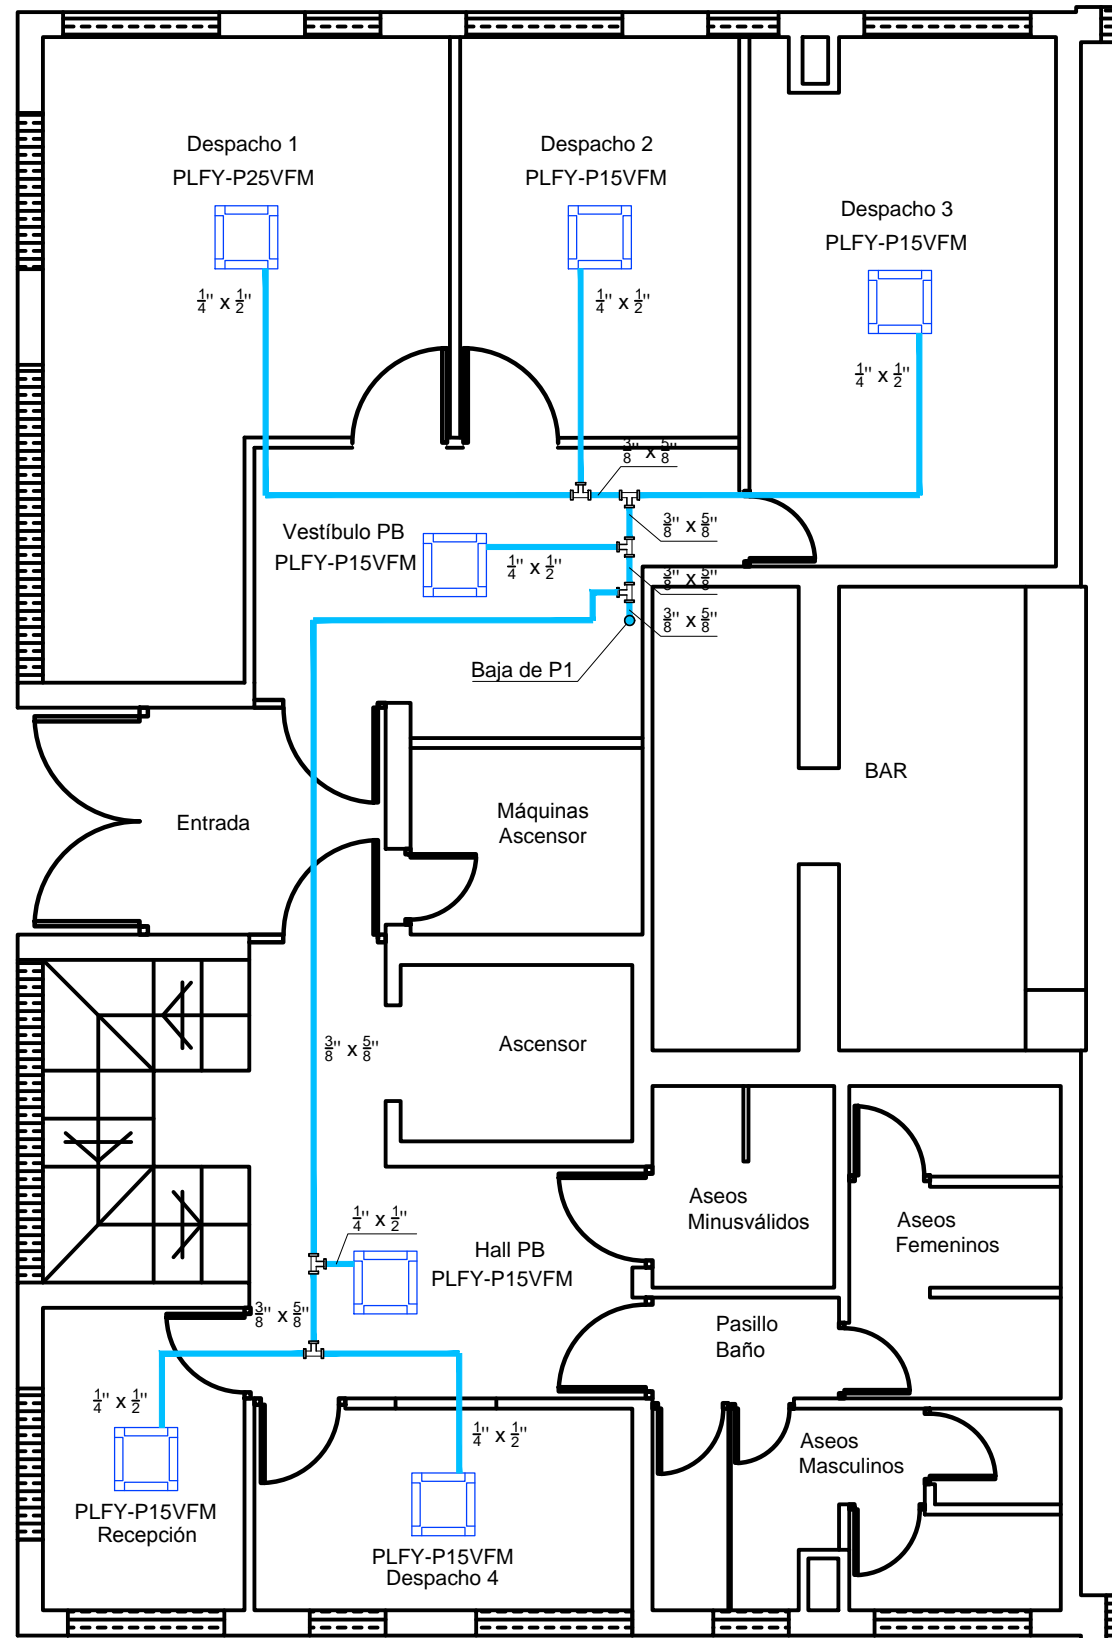 Despacho 1
PLFY-P25VFM
1/4" x 1/2"
Despacho 2
PLFY-P15VFM
1/4" x 1/2"
Despacho 3
PLFY-P15VFM
1/4" x 1/2"
3/8" x 5/8"
3/8" x 5/8"
Vestíbulo PB
PLFY-P15VFM
1/4" x 1/2"
3/8" x 5/8"
3/8" x 5/8"
Baja de P1
BAR
Entrada
Máquinas
Ascensor
Ascensor
3/8" x 5/8"
Aseos
Minusválidos
Aseos
Femeninos
1/4" x 1/2"
Hall PB
PLFY-P15VFM
3/8" x 5/8"
Pasillo
Baño
1/4" x 1/2"
1/4" x 1/2"
Aseos
Masculinos
PLFY-P15VFM
Recepción
PLFY-P15VFM
Despacho 4